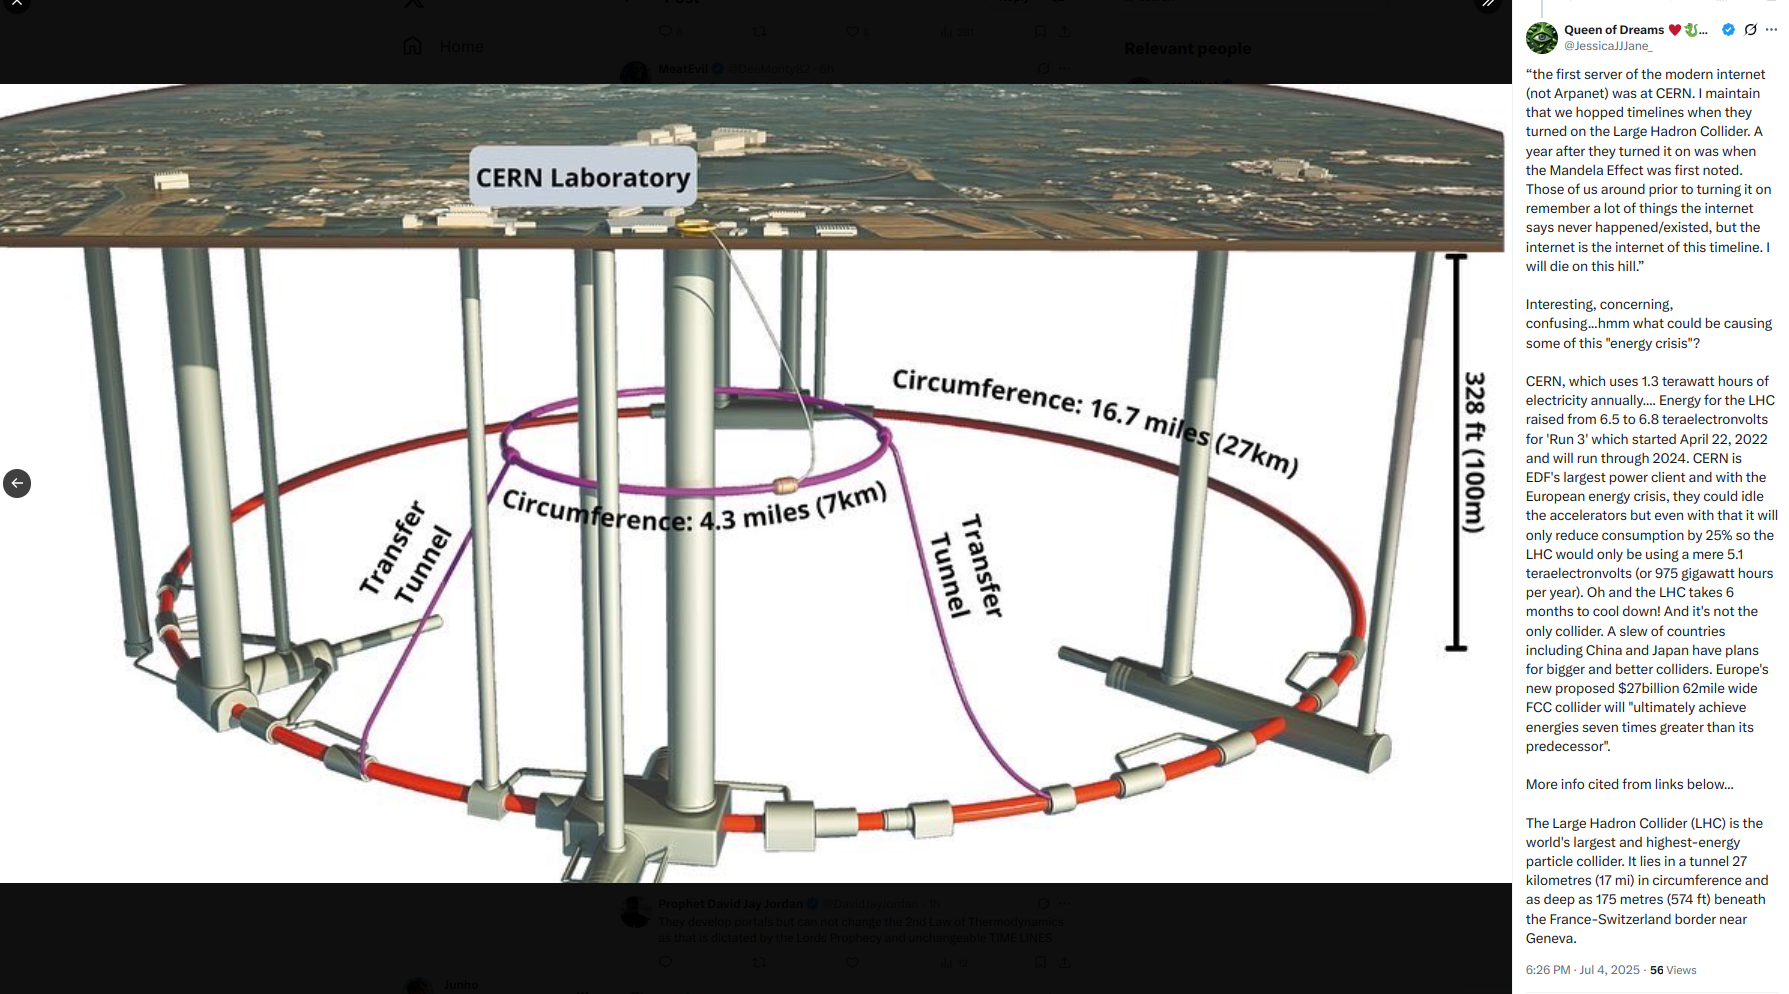 Home
Post
Reply
261
Relevant people
MeatEvil @DeeMonty82 · 6h
CERN Laboratory
Circumference: 16.7 miles (27km)
328 ft (100m)
Circumference: 4.3 miles (7km)
Transfer
Tunnel
Transfer
Tunnel
Prophet David Jay Jordan @DavidJayJordan · 1h
They develop portals but can not change the 2nd Law of Thermodynamics
as that is dictated by the Lords Prophecy and unchangeable TIME LINES
12
Junho
Queen of Dreams ♥️...
@JessicaJJJane_
“the first server of the modern internet
(not Arpanet) was at CERN. I maintain
that we hopped timelines when they
turned on the Large Hadron Collider. A
year after they turned it on was when
the Mandela Effect was first noted.
Those of us around prior to turning it on
remember a lot of things the internet
says never happened/existed, but the
internet is the internet of this timeline. I
will die on this hill.”
Interesting, concerning,
confusing...hmm what could be causing
some of this "energy crisis"?
CERN, which uses 1.3 terawatt hours of
electricity annually.... Energy for the LHC
raised from 6.5 to 6.8 teraelectronvolts
for 'Run 3' which started April 22, 2022
and will run through 2024. CERN is
EDF's largest power client and with the
European energy crisis, they could idle
the accelerators but even with that it will
only reduce consumption by 25% so the
LHC would only be using a mere 5.1
teraelectronvolts (or 975 gigawatt hours
per year). Oh and the LHC takes 6
months to cool down! And it's not the
only collider. A slew of countries
including China and Japan have plans
for bigger and better colliders. Europe's
new proposed $27billion 62mile wide
FCC collider will "ultimately achieve
energies seven times greater than its
predecessor".
More info cited from links below...
The Large Hadron Collider (LHC) is the
world's largest and highest-energy
particle collider. It lies in a tunnel 27
kilometres (17 mi) in circumference and
as deep as 175 metres (574 ft) beneath
the France-Switzerland border near
Geneva.
6:26 PM · Jul 4, 2025 · 56 Views